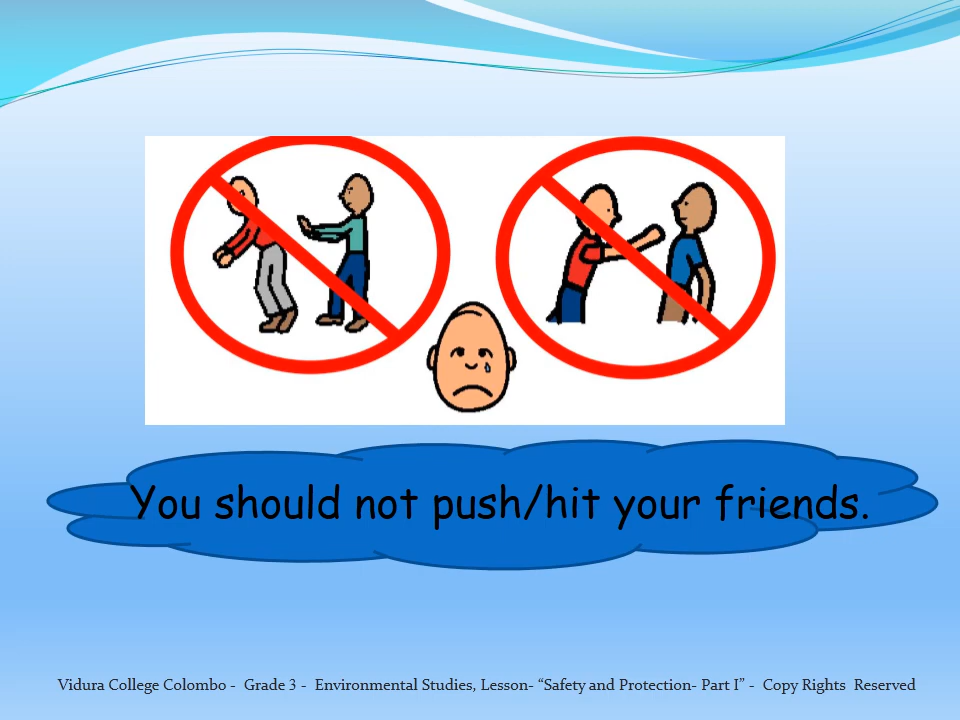 You should not push/hit your friends.
Vidura College Colombo - Grade 3 - Environmental Studies, Lesson- “Safety and Protection- Part I” - Copy Rights Reserved